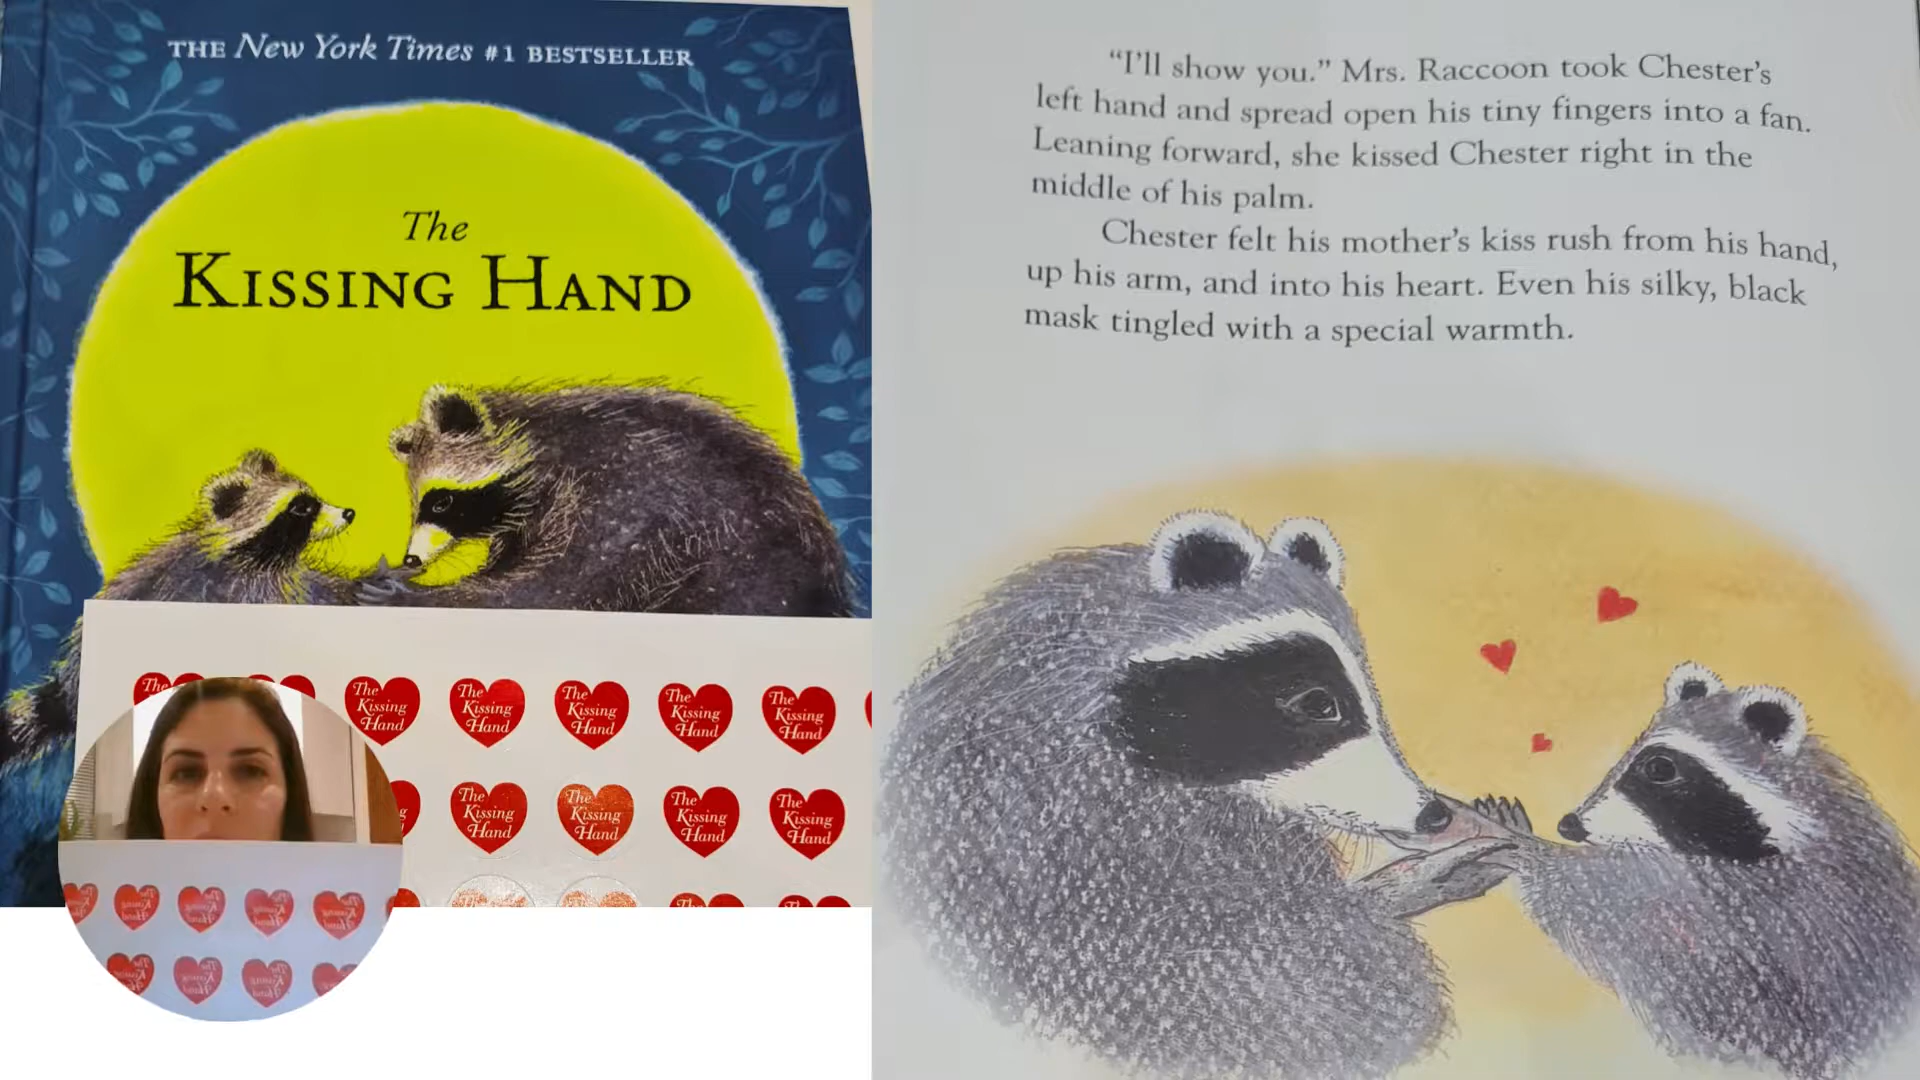 THE New York Times #1 BESTSELLER
The
KISSING HAND
The
The
Kissing
Hand
The
Kissing
Hand
The
Kissing
Hand
The
Kissing
Hand
The
Kissing
Hand
The
Kissing
Hand
The
Kissing
Hand
The
Kissing
Hand
The
Kissing
Hand
The
The
“I’ll show you.” Mrs. Raccoon took Chester’s
left hand and spread open his tiny fingers into a fan.
Leaning forward, she kissed Chester right in the
middle of his palm.
Chester felt his mother’s kiss rush from his hand,
up his arm, and into his heart. Even his silky, black
mask tingled with a special warmth.